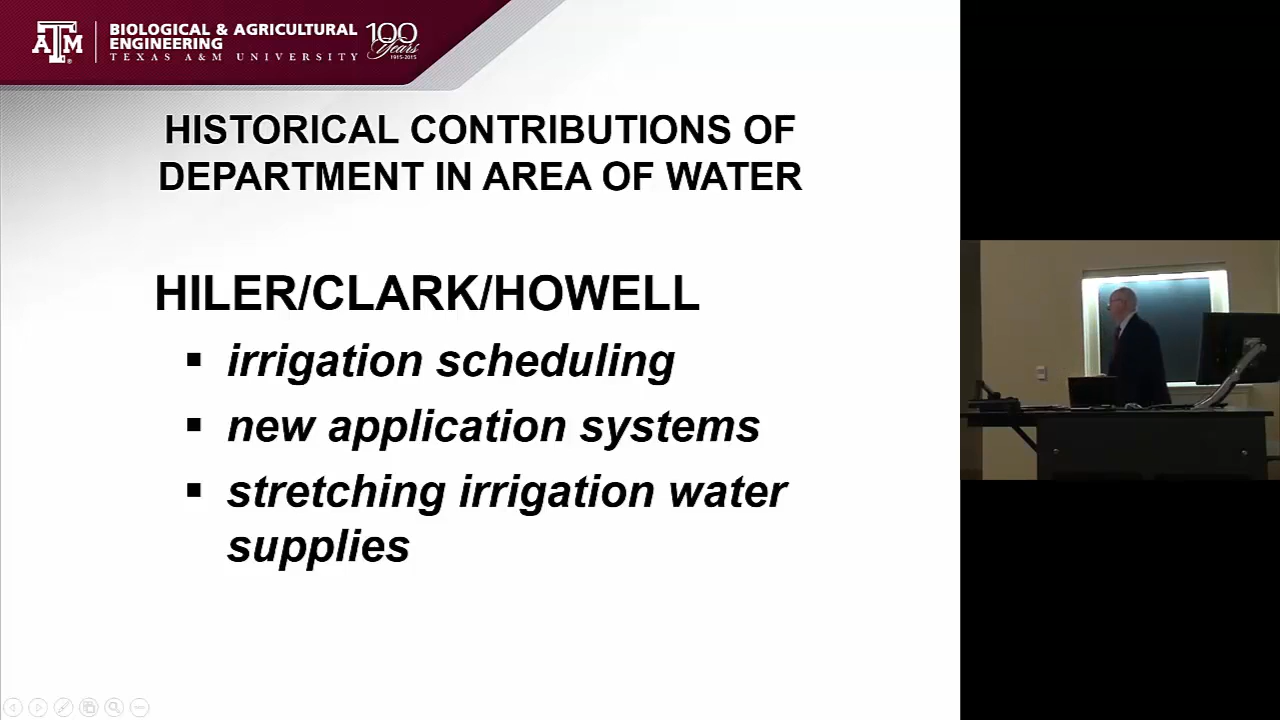 BIOLOGICAL & AGRICULTURAL
ENGINEERING
TEXAS A&M UNIVERSITY
ATM
100
Years
1915-2015
HISTORICAL CONTRIBUTIONS OF
DEPARTMENT IN AREA OF WATER
HILER/CLARK/HOWELL
▪ irrigation scheduling
▪ new application systems
▪ stretching irrigation water
supplies